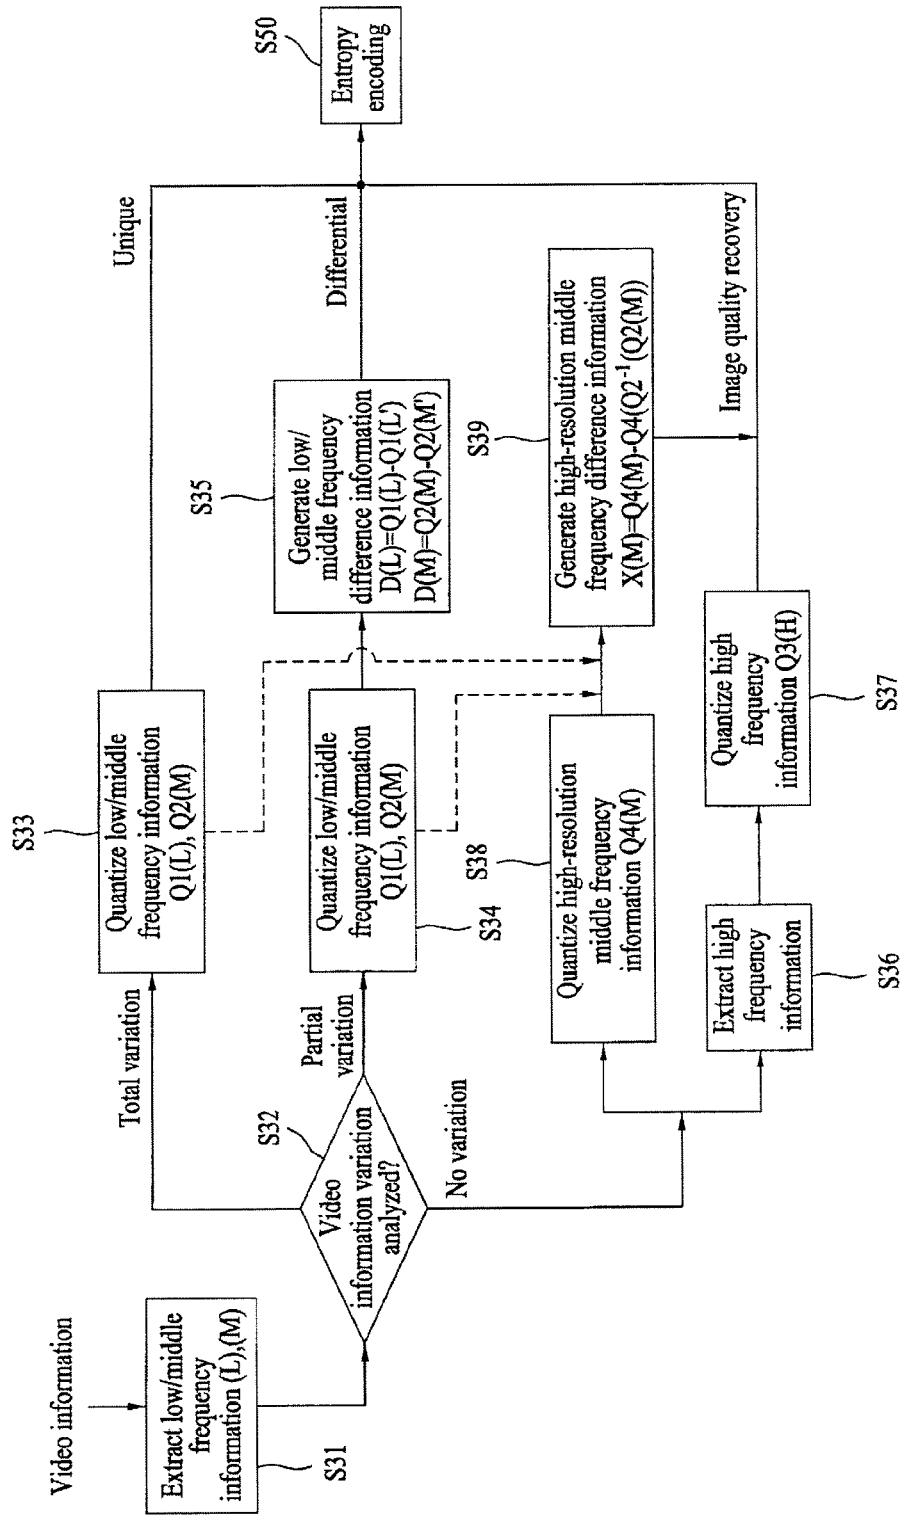 Video information
Extract low/middle
frequency
information (L),(M)
S31
Video
information variation
analyzed?
S32
Total variation
Partial
variation
No variation
Quantize low/middle
frequency information
Q1(L), Q2(M)
S33
Quantize low/middle
frequency information
Q1(L), Q2(M)
S34
Generate low/
middle frequency
difference information
D(L)=Q1(L)-Q1(L')
D(M)=Q2(M)-Q2(M')
S35
Extract high
frequency
information
S36
Quantize high
frequency
information Q3(H)
S37
Quantize high-resolution
middle frequency
information Q4(M)
S38
Generate high-resolution middle
frequency difference information
X(M)=Q4(M)-Q4(Q2⁻¹(Q2(M))
S39
Unique
Differential
Image quality recovery
Entropy
encoding
S50